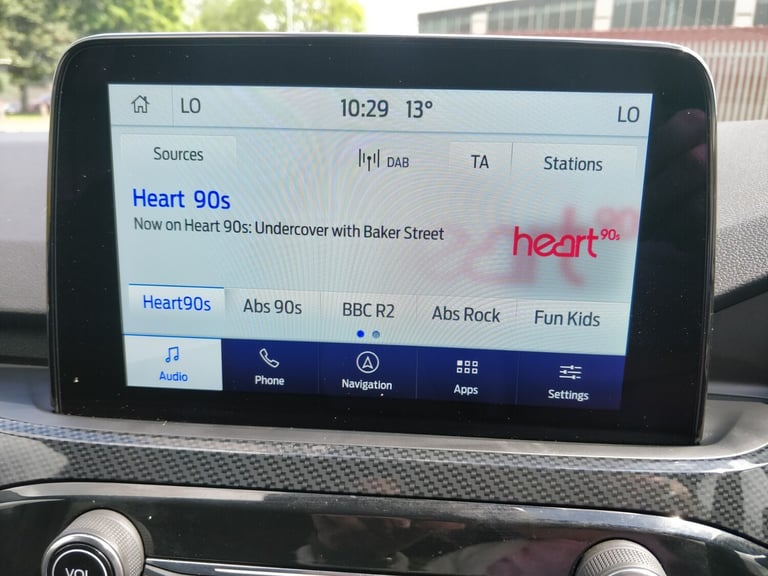 LO 10:29 13° LO
Sources DAB TA Stations
Heart 90s
Now on Heart 90s: Undercover with Baker Street
heart 90s
Heart90s Abs 90s BBC R2 Abs Rock Fun Kids
Audio Phone Navigation Apps Settings
VOL